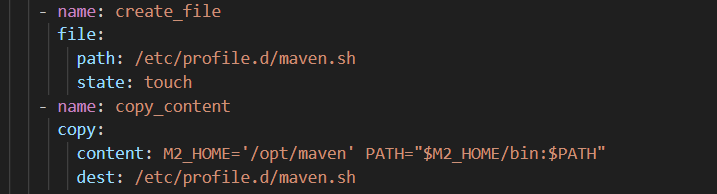 - name: create_file
file:
path: /etc/profile.d/maven.sh
state: touch
- name: copy_content
copy:
content: M2_HOME='/opt/maven' PATH="$M2_HOME/bin:$PATH"
dest: /etc/profile.d/maven.sh